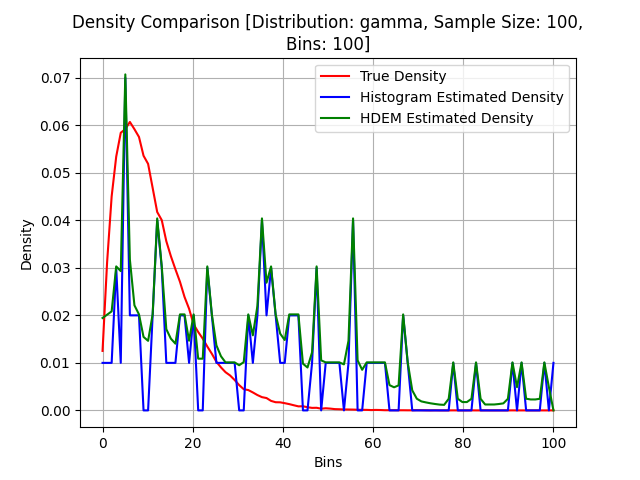 Density Comparison [Distribution: gamma, Sample Size: 100,
Bins: 100]
True Density
Histogram Estimated Density
HDEM Estimated Density
Density
0.07
0.06
0.05
0.04
0.03
0.02
0.01
0.00
0 20 40 60 80 100
Bins